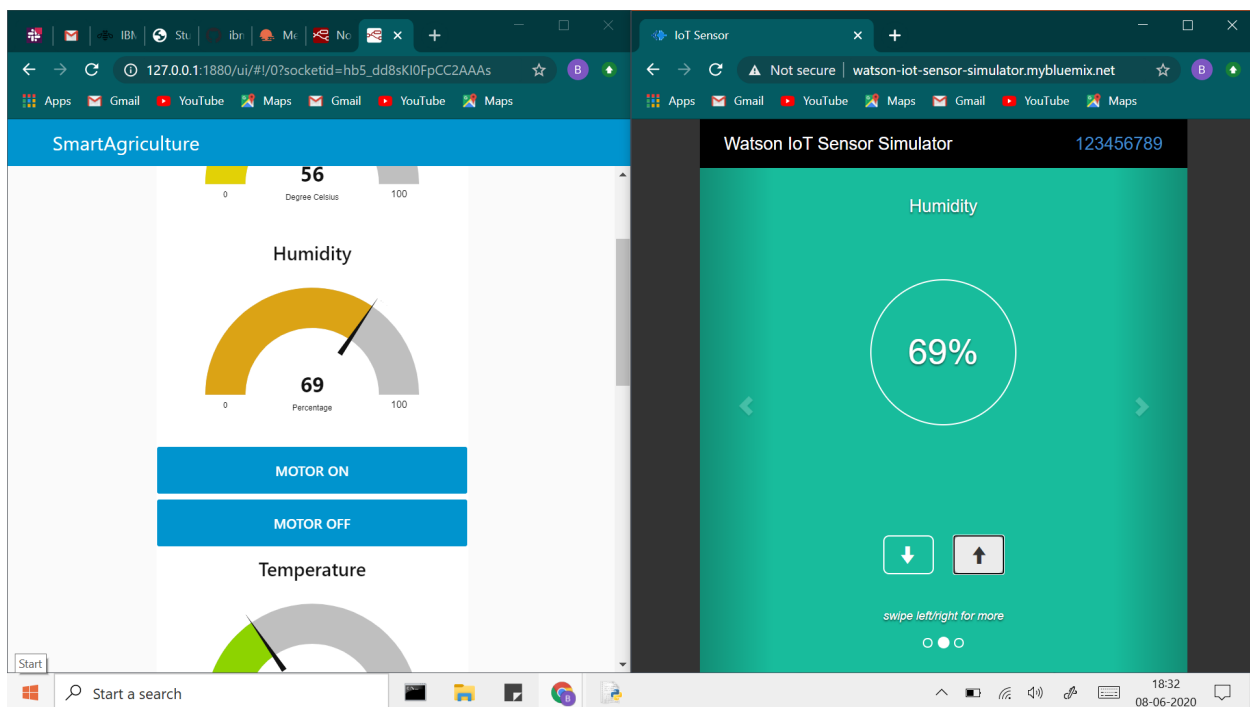 IBN
Stu
ibn
Me
No
127.0.0.1:1880/ui/#!/0?socketid=hb5_dd8sKl0FpCC2AAAs
B
Apps Gmail YouTube Maps Gmail YouTube Maps
SmartAgriculture
56
0 Degree Celsius 100
Humidity
69
0 Percentage 100
MOTOR ON
MOTOR OFF
Temperature
Start
IoT Sensor
Not secure watson-iot-sensor-simulator.mybluemix.net
B
Apps Gmail YouTube Maps Gmail YouTube Maps
Watson IoT Sensor Simulator 123456789
Humidity
69%
swipe left/right for more
Start a search
B
18:32
08-06-2020